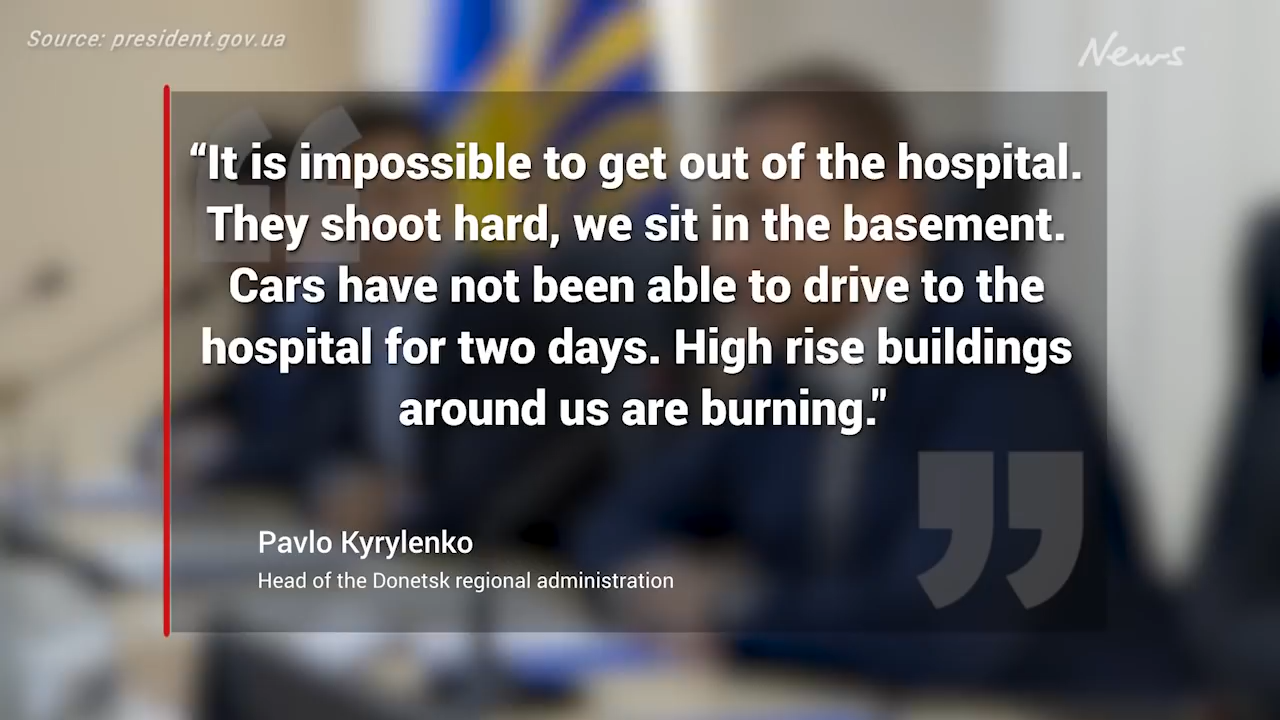 Source: president.gov.ua
News
“It is impossible to get out of the hospital.
They shoot hard, we sit in the basement.
Cars have not been able to drive to the
hospital for two days. High rise buildings
around us are burning.”
Pavlo Kyrylenko
Head of the Donetsk regional administration